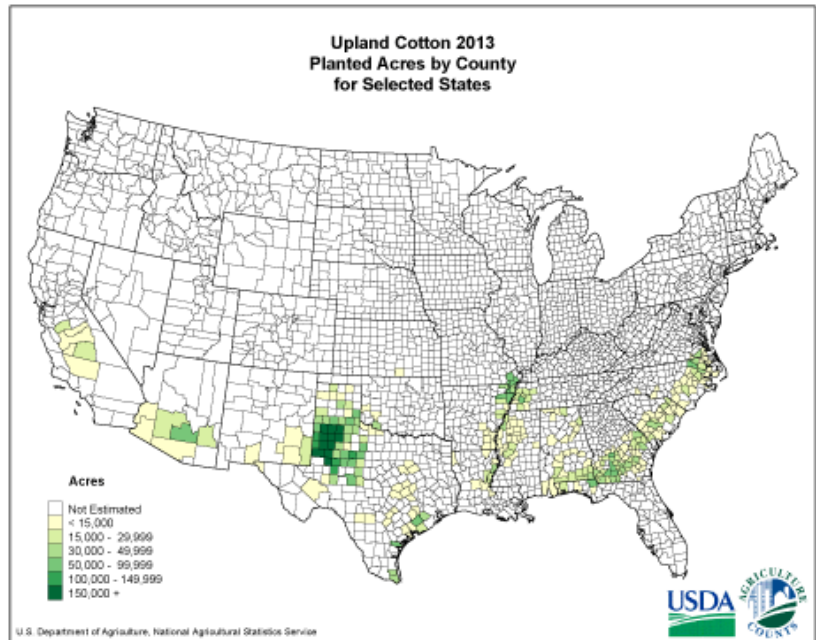 Upland Cotton 2013
Planted Acres by County
for Selected States
Acres
Not Estimated
< 15,000
15,000 - 29,999
30,000 - 49,999
50,000 - 99,999
100,000 - 149,999
150,000 +
U.S. Department of Agriculture, National Agricultural Statistics Service
USDA
AGRICULTURE
COUNTS